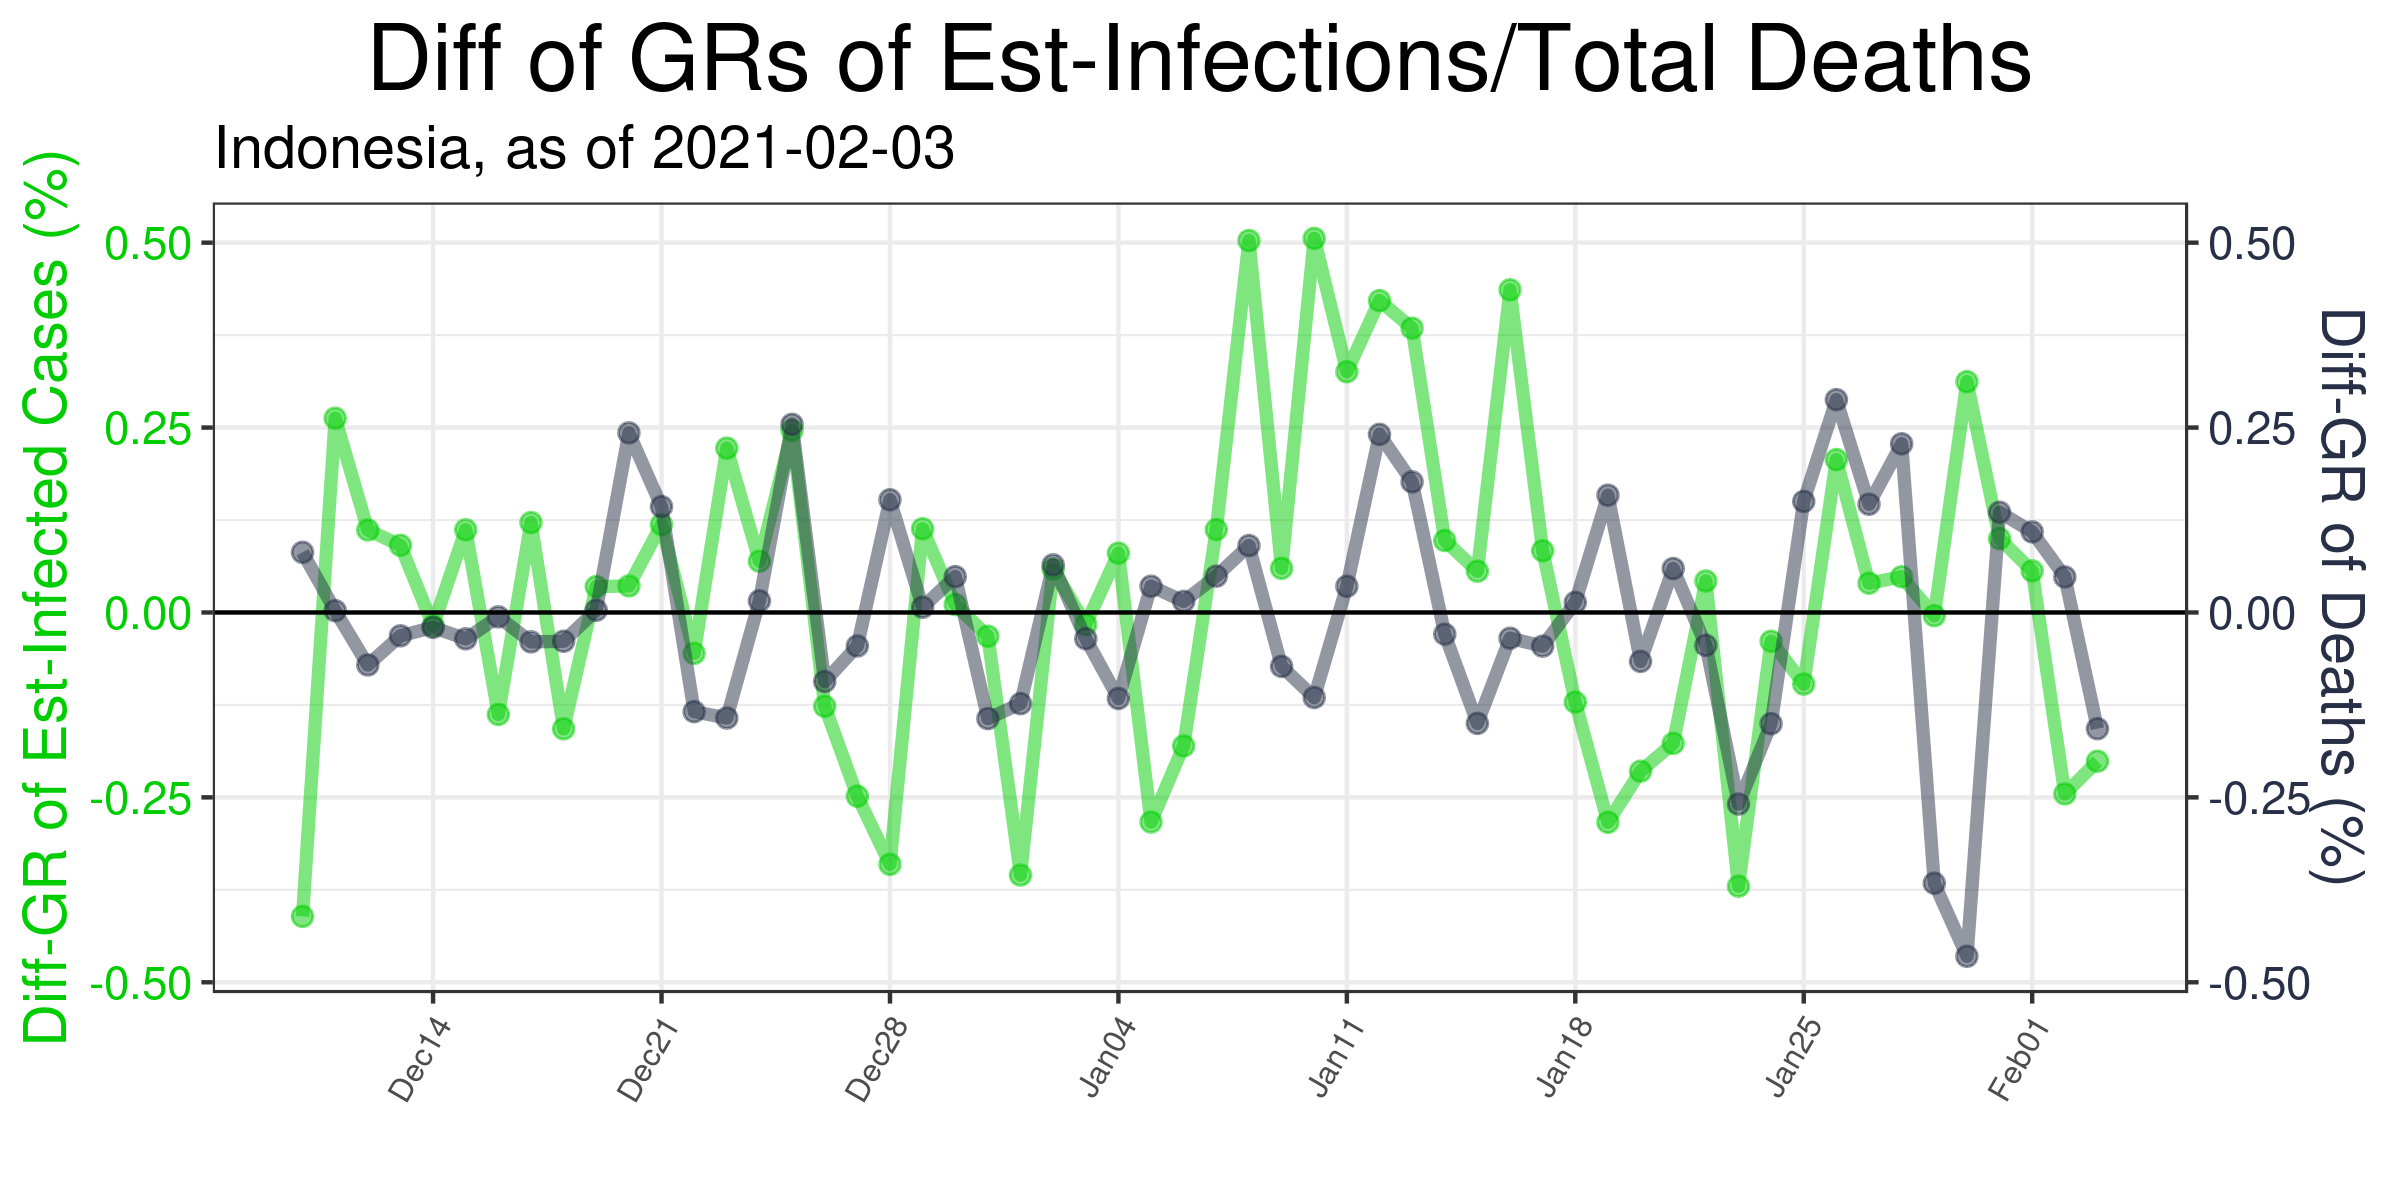 Diff of GRs of Est-Infections/Total Deaths
Indonesia, as of 2021-02-03
Diff-GR of Est-Infected Cases (%)
0.50
0.25
0.00
-0.25
-0.50
0.50
0.25
0.00
-0.25
-0.50
Diff-GR of Deaths (%)
Dec14
Dec21
Dec28
Jan04
Jan11
Jan18
Jan25
Feb01